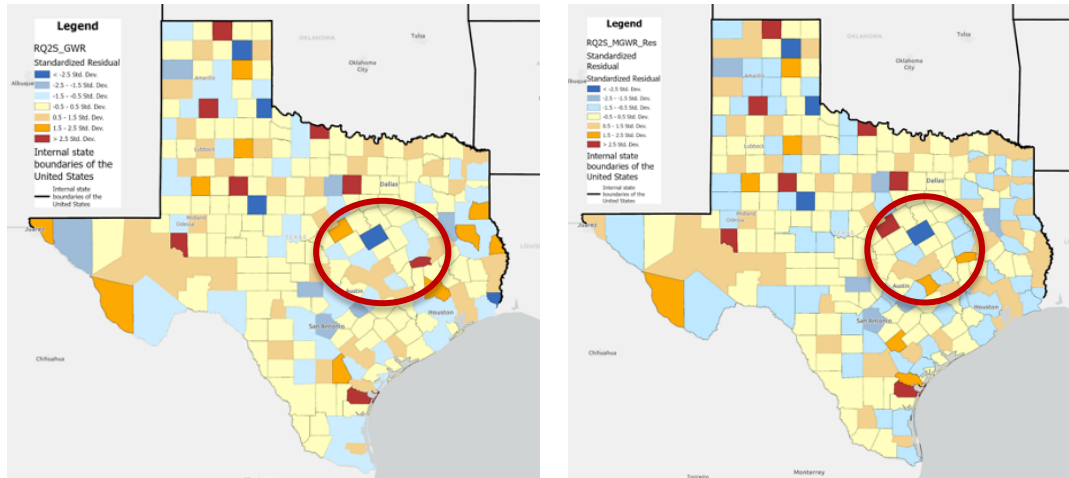 Legend
RQ2S_GWR
Standardized Residual
< -2.5 Std. Dev.
-2.5 - -1.5 Std. Dev.
-1.5 - -0.5 Std. Dev.
-0.5 - 0.5 Std. Dev.
0.5 - 1.5 Std. Dev.
1.5 - 2.5 Std. Dev.
> 2.5 Std. Dev.
Internal state
boundaries of the
United States
Internal state
boundaries of the
United States
OKLAHOMA
Tulsa
Oklahoma
City
Albuque
Amarillo
Lubbock
Dallas
Midland
Odessa
Juarez
TEXAS
Austin
LOUISI
Houston
San Antonio
Chihuahua
Legend
RQ2S_MGWR_Res
Standardized
Residual
Standardized Residual
< -2.5 Std. Dev.
-2.5 - -1.5 Std. Dev.
-1.5 - -0.5 Std. Dev.
-0.5 - 0.5 Std. Dev.
0.5 - 1.5 Std. Dev.
1.5 - 2.5 Std. Dev.
> 2.5 Std. Dev.
Internal state
boundaries of the
United States
Internal state
boundaries of the
United States
OKLAHOMA
Tulsa
Oklahoma
City
Albuque
Amarillo
Lubbock
Dallas
Midland
Odessa
Juarez
TEXAS
Austin
Houston
San Antonio
Chihuahua
Monterrey